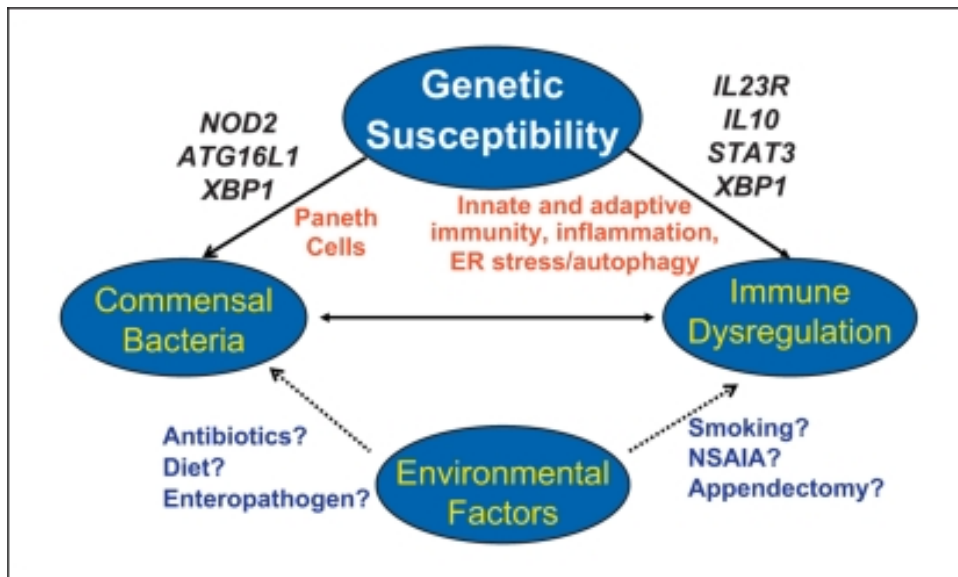 Genetic
Susceptibility
NOD2
ATG16L1
XBP1
IL23R
IL10
STAT3
XBP1
Paneth
Cells
Innate and adaptive
immunity, inflammation,
ER stress/autophagy
Commensal
Bacteria
Immune
Dysregulation
Antibiotics?
Diet?
Enteropathogen?
Environmental
Factors
Smoking?
NSAIA?
Appendectomy?